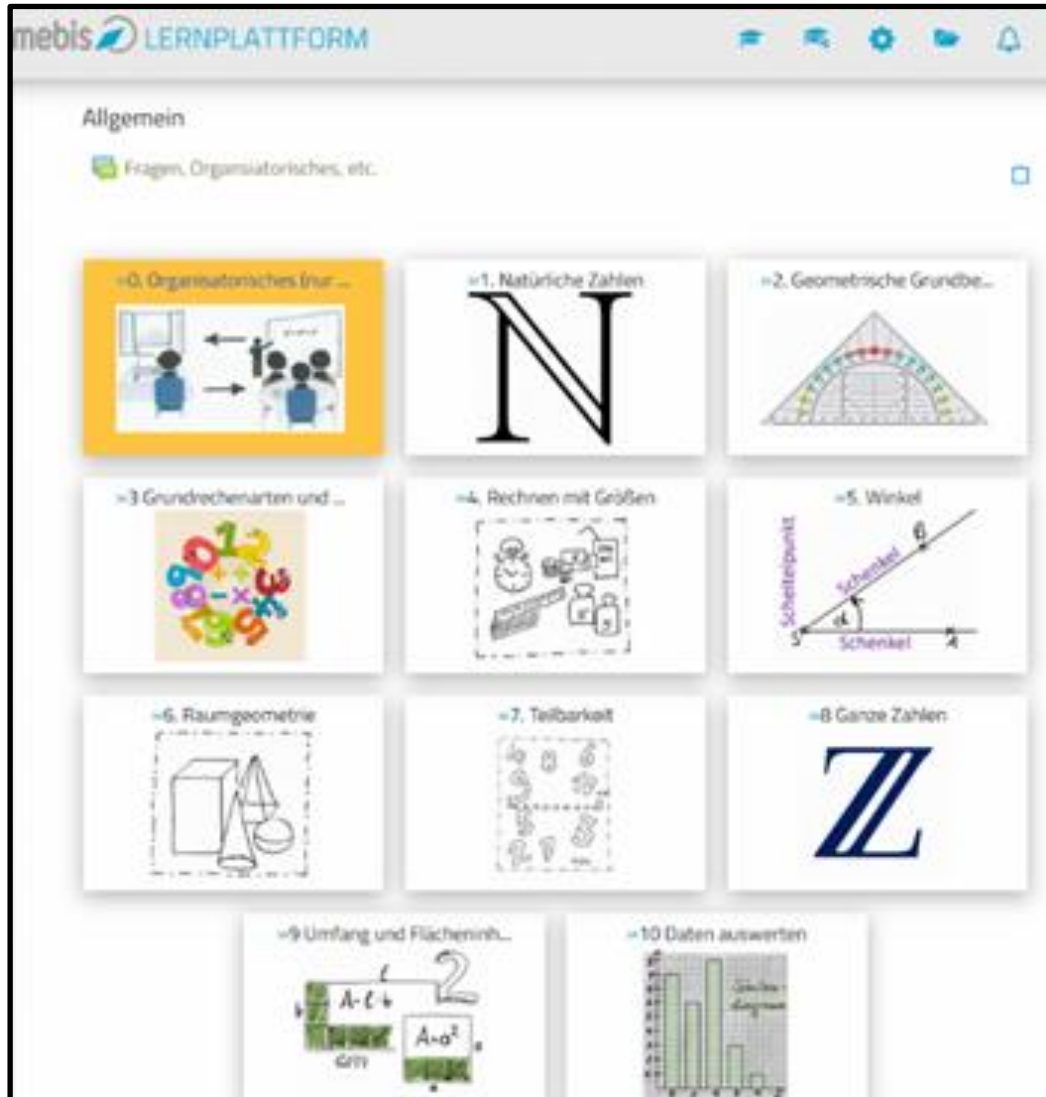 mebis LERNPLATTFORM
Allgemein
Fragen, Organsiatorisches, etc.
0. Organisatorisches (nur ...
1. Natürliche Zahlen
N
2. Geometrische Grundbe...
3 Grundrechenarten und ...
4. Rechnen mit Größen
5. Winkel
Scheitelpunkt
Schenkel
B
α
S
Schenkel
A
6. Raumgeometrie
7. Teilbarkeit
8 Ganze Zahlen
Z
9 Umfang und Flächeninh...
l
2
b
A=l·b
A=a²
a
a
10 Daten auswerten